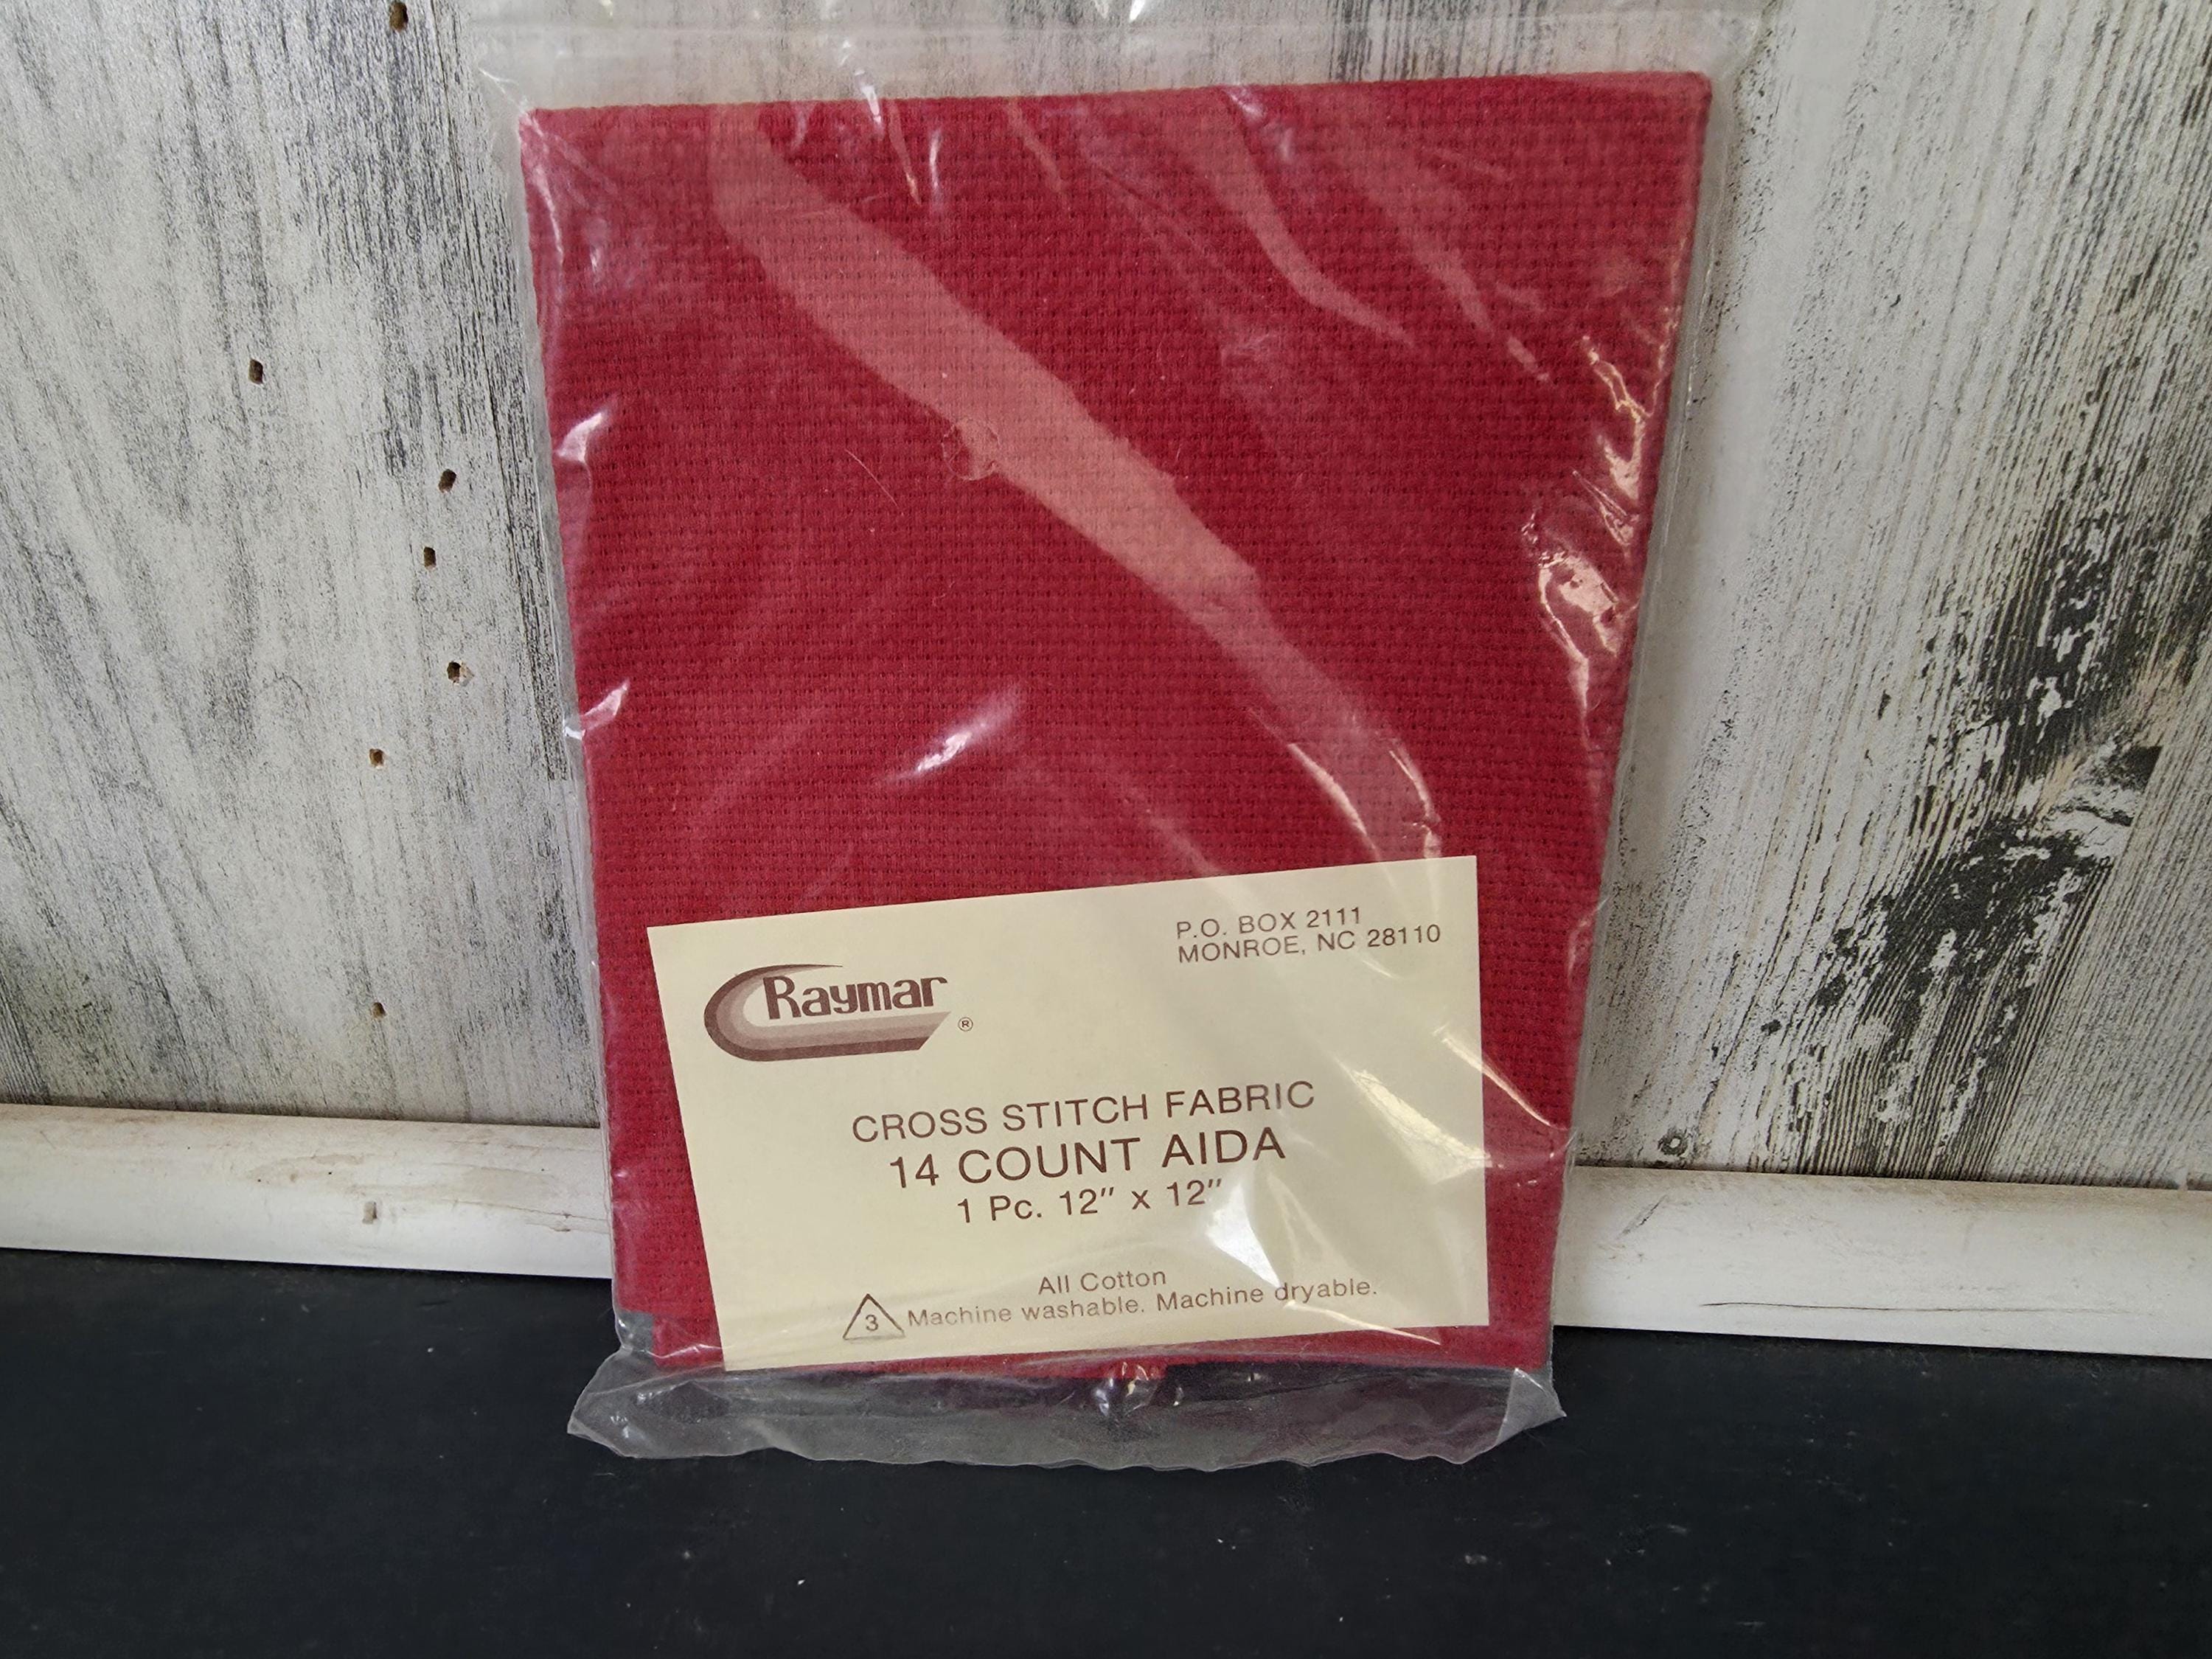 P.O. BOX 2111
MONROE, NC 28110
Raymar ®
CROSS STITCH FABRIC
14 COUNT AIDA
1 Pc. 12" x 12"
All Cotton
3 Machine washable. Machine dryable.